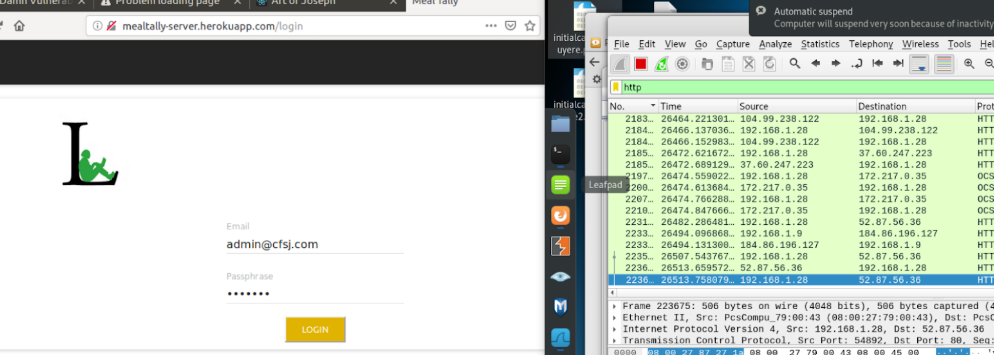 Damn Vulnerat
Problem loading page
Art of Joseph
Meal Tally
mealtally-server.herokuapp.com/login
L
Email
admin@cfsj.com
Passphrase
•••••••
LOGIN
Automatic suspend
Computer will suspend very soon because of inactivity
initialca
uyere.
initialca
e2.
Leafpad
File Edit View Go Capture Analyze Statistics Telephony Wireless Tools Hel
http
No. Time Source Destination Prot
2183… 26464.221301… 104.99.238.122 192.168.1.28 HTT
2184… 26466.137036… 192.168.1.28 104.99.238.122 HTT
2184… 26466.152983… 104.99.238.122 192.168.1.28 HTT
2185… 26472.621672… 192.168.1.28 37.60.247.223 HTT
2185… 26472.689129… 37.60.247.223 192.168.1.28 HTT
2197… 26474.559022… 192.168.1.28 172.217.0.35 OCS
2200… 26474.613684… 192.168.1.28 172.217.0.35 OCS
2207… 26474.766288… 192.168.1.28 172.217.0.35 OCS
2210… 26474.847666… 192.168.1.28 172.217.0.35 OCS
2231… 26482.286481… 192.168.1.28 52.87.56.36 HTT
2233… 26494.096868… 192.168.1.9 184.86.196.127 HTT
2233… 26494.131300… 184.86.196.127 192.168.1.9 HTT
2235… 26507.543767… 192.168.1.28 52.87.56.36 HTT
2236… 26513.659572… 192.168.1.28 52.87.56.36 HTT
2236… 26513.758079… 192.168.1.28 52.87.56.36 HTT
Frame 223675: 506 bytes on wire (4048 bits), 506 bytes captured (4
Ethernet II, Src: PcsCompu_79:00:43 (08:00:27:79:00:43), Dst: PcsC
Internet Protocol Version 4, Src: 192.168.1.28, Dst: 52.87.56.36
Transmission Control Protocol, Src Port: 54892, Dst Port: 80, Seq:
0000 08 00 27 87 27 1a 08 00 27 79 00 43 08 00 45 00